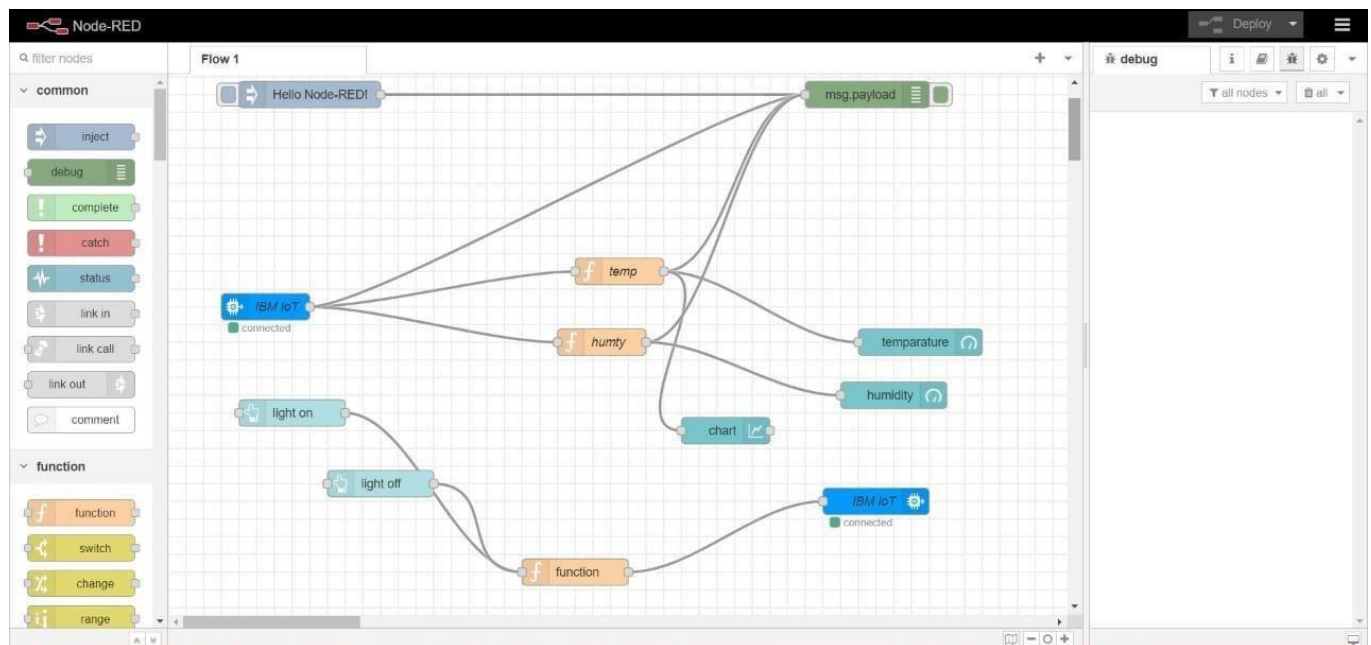 Node-RED
Deploy
filter nodes
Flow 1
debug
i
all nodes
all
common
inject
debug
complete
catch
status
link in
link call
link out
comment
function
function
switch
change
range
Hello Node-RED!
msg.payload
temp
IBM IoT
connected
humty
temparature
humidity
light on
chart
light off
IBM IoT
connected
function